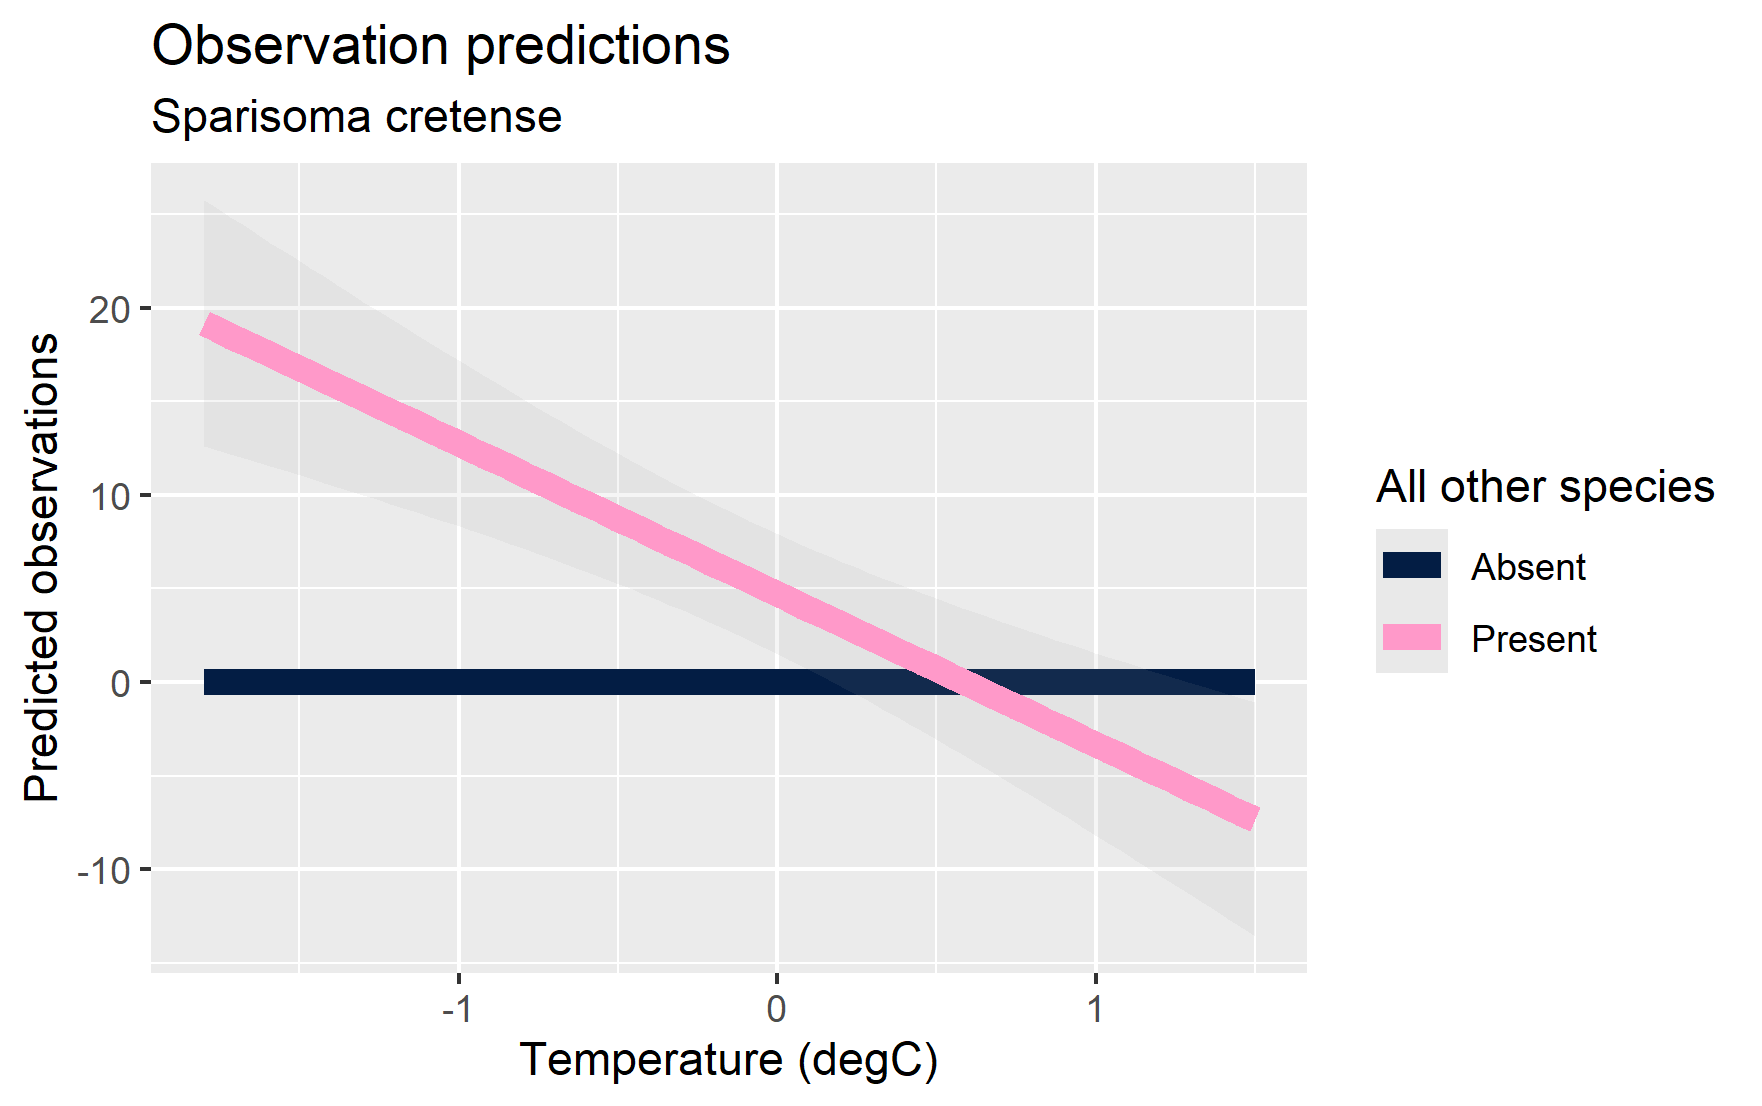 Observation predictions
Sparisoma cretense
Predicted observations
20
10
0
-10
-1
0
1
Temperature (degC)
All other species
Absent
Present